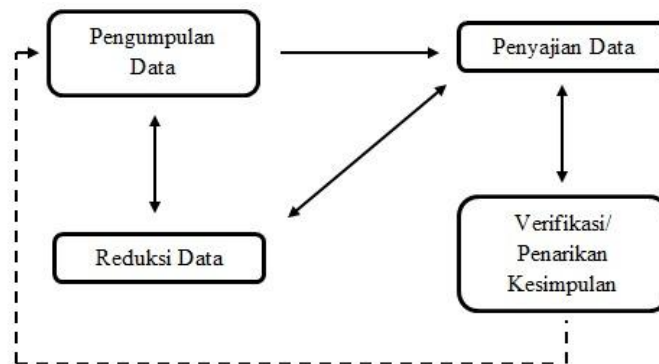 Pengumpulan
Data
Penyajian Data
Reduksi Data
Verifikasi/
Penarikan
Kesimpulan